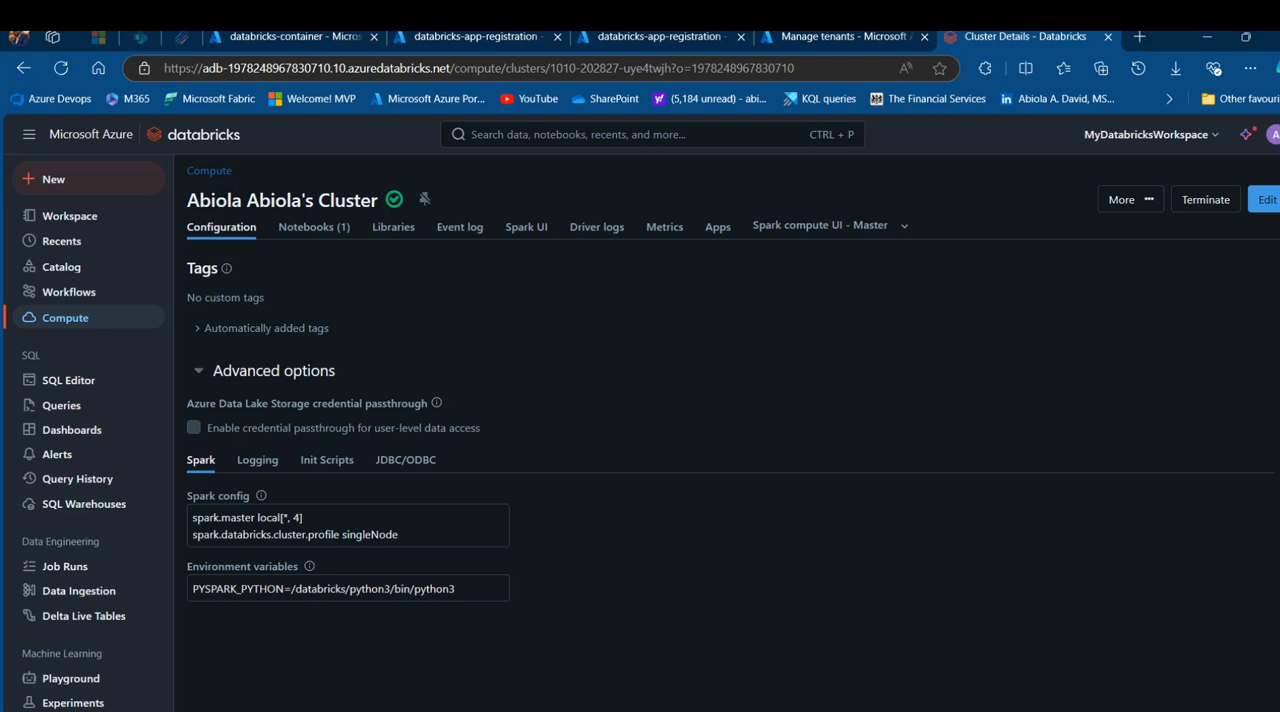 databricks-container - Micros
databricks-app-registration -
databricks-app-registration -
Manage tenants - Microsoft A
Cluster Details - Databricks
https://adb-1978248967830710.10.azuredatabricks.net/compute/clusters/1010-202827-uye4twjh?o=1978248967830710
Azure Devops
M365
Microsoft Fabric
Welcome! MVP
Microsoft Azure Por...
YouTube
SharePoint
(5,184 unread) - abi...
KQL queries
The Financial Services
Abiola A. David, MS...
Other favouri
Microsoft Azure
databricks
Search data, notebooks, recents, and more...
CTRL + P
MyDatabricksWorkspace
A
New
Workspace
Recents
Catalog
Workflows
Compute
SQL
SQL Editor
Queries
Dashboards
Alerts
Query History
SQL Warehouses
Data Engineering
Job Runs
Data Ingestion
Delta Live Tables
Machine Learning
Playground
Experiments
Compute
Abiola Abiola's Cluster
More
Terminate
Edit
Configuration
Notebooks (1)
Libraries
Event log
Spark UI
Driver logs
Metrics
Apps
Spark compute UI - Master
Tags
No custom tags
Automatically added tags
Advanced options
Azure Data Lake Storage credential passthrough
Enable credential passthrough for user-level data access
Spark
Logging
Init Scripts
JDBC/ODBC
Spark config
spark.master local[*, 4]
spark.databricks.cluster.profile singleNode
Environment variables
PYSPARK_PYTHON=/databricks/python3/bin/python3